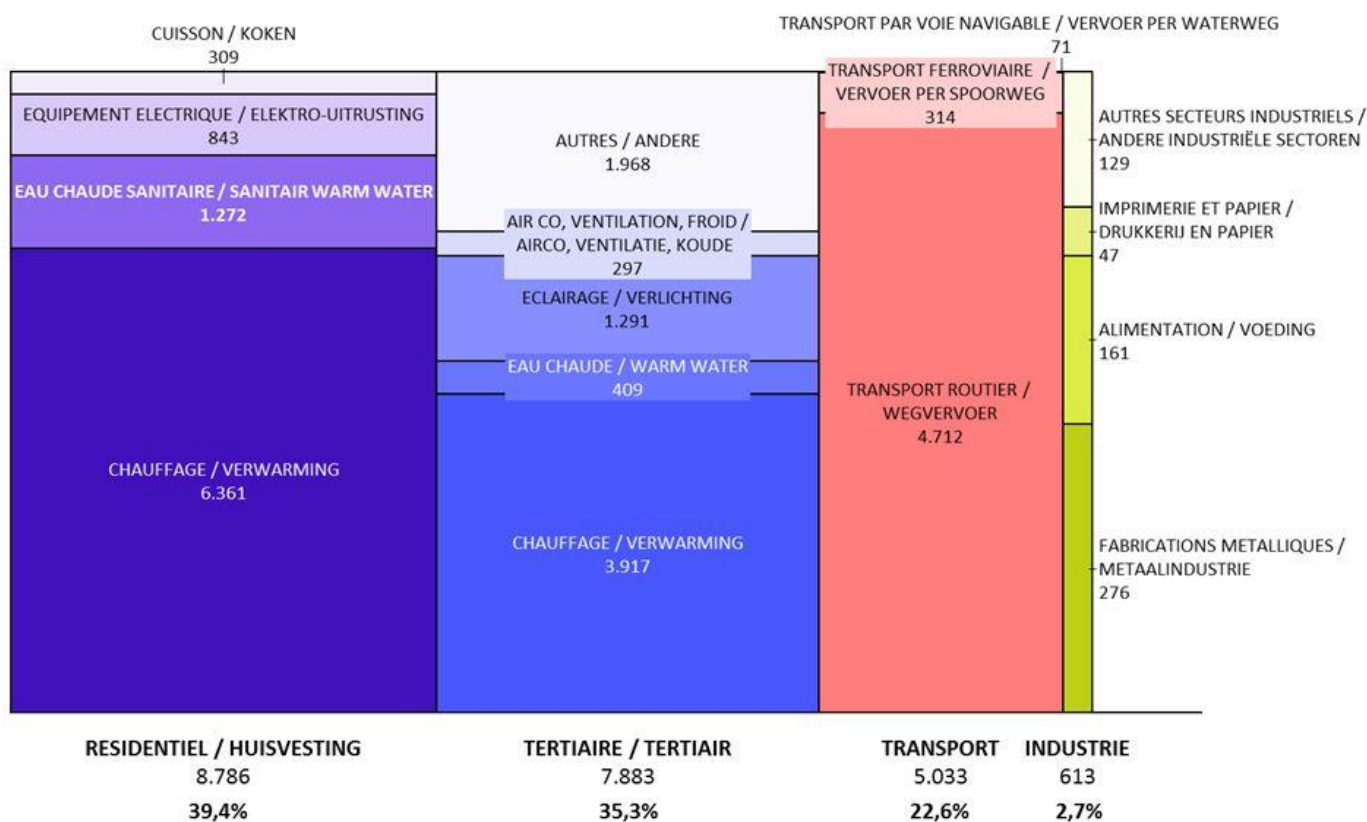 CUISSON / KOKEN
309
EQUIPEMENT ELECTRIQUE / ELEKTRO-UITRUSTING
843
EAU CHAUDE SANITAIRE / SANITAIR WARM WATER
1.272
CHAUFFAGE / VERWARMING
6.361
AUTRES / ANDERE
1.968
AIR CO, VENTILATION, FROID /
AIRCO, VENTILATIE, KOUDE
297
ECLAIRAGE / VERLICHTING
1.291
EAU CHAUDE / WARM WATER
409
CHAUFFAGE / VERWARMING
3.917
TRANSPORT PAR VOIE NAVIGABLE / VERVOER PER WATERWEG
71
TRANSPORT FERROVIAIRE /
VERVOER PER SPOORWEG
314
TRANSPORT ROUTIER /
WEGVERVOER
4.712
AUTRES SECTEURS INDUSTRIELS /
ANDERE INDUSTRIËLE SECTOREN
129
IMPRIMERIE ET PAPIER /
DRUKKERIJ EN PAPIER
47
ALIMENTATION / VOEDING
161
FABRICATIONS METALLIQUES /
METAALINDUSTRIE
276
RESIDENTIEL / HUISVESTING
8.786
39,4%
TERTIAIRE / TERTIAIR
7.883
35,3%
TRANSPORT
5.033
22,6%
INDUSTRIE
613
2,7%